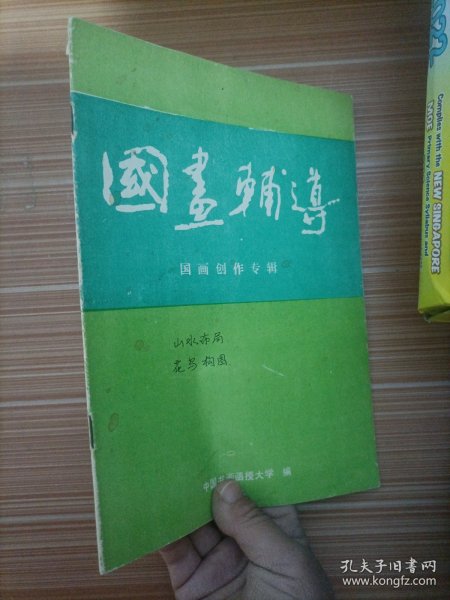 國畫輔導
国画创作专辑
山水布局
花鸟构图
中国书画函授大学 编
Complies with the NEW SINGAPORE
MOE Primary Science Syllabus and
孔夫子旧书网
www.kongfz.com